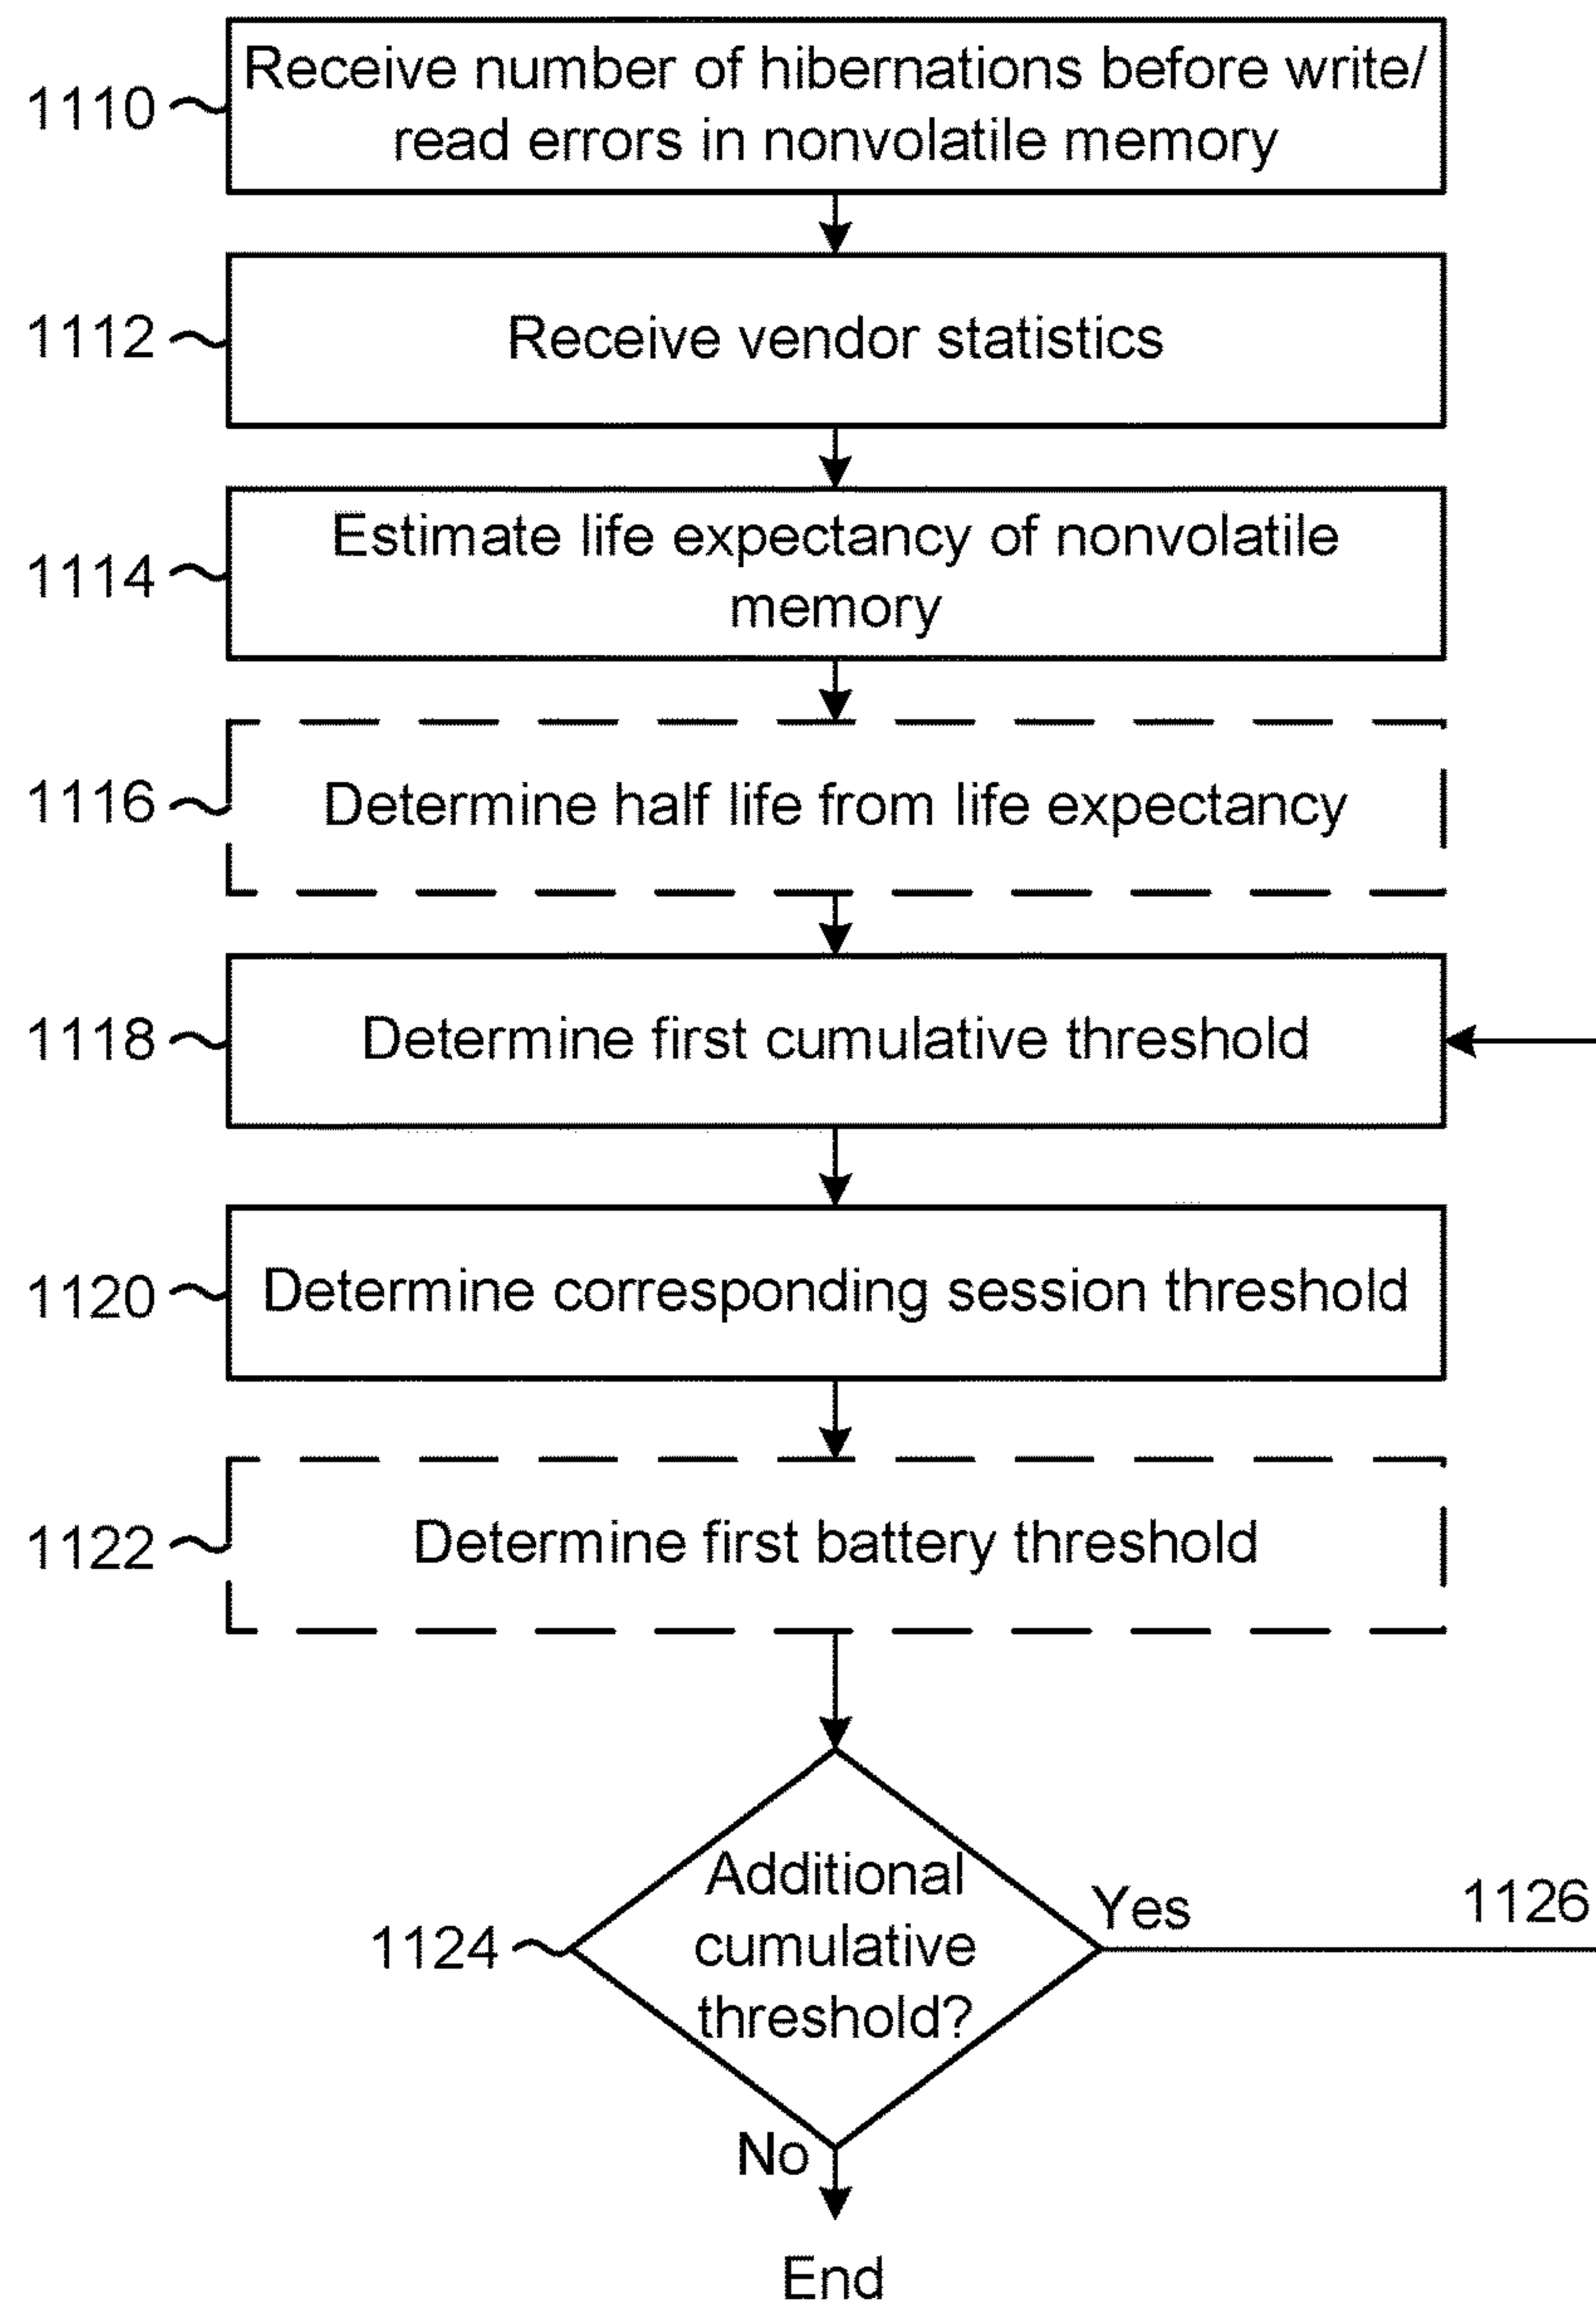 1110
Receive number of hibernations before write/
read errors in nonvolatile memory
1112
Receive vendor statistics
1114
Estimate life expectancy of nonvolatile
memory
1116
Determine half life from life expectancy
1118
Determine first cumulative threshold
1120
Determine corresponding session threshold
1122
Determine first battery threshold
1124
Additional
cumulative
threshold?
Yes
1126
No
End